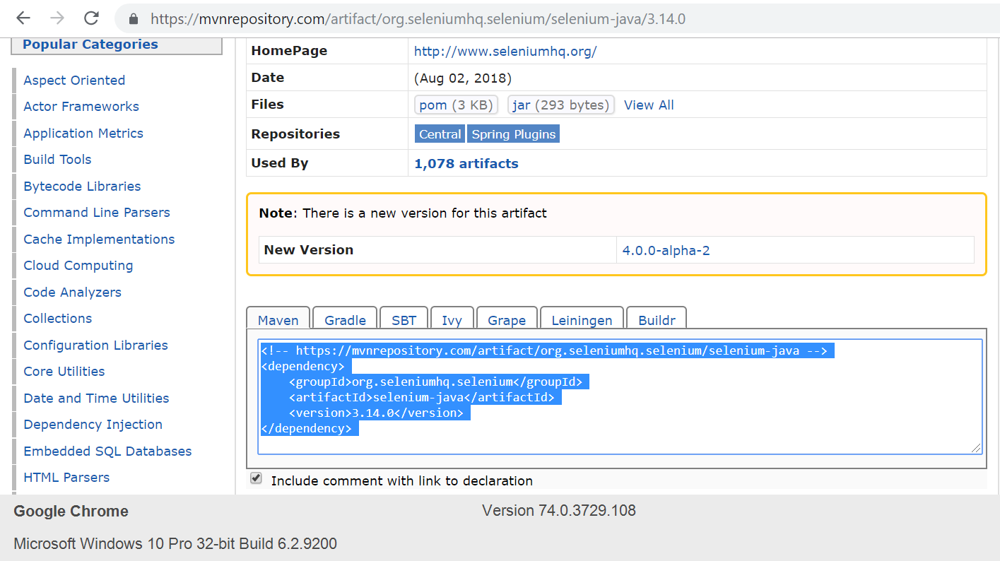 https://mvnrepository.com/artifact/org.seleniumhq.selenium/selenium-java/3.14.0
Popular Categories
Aspect Oriented
Actor Frameworks
Application Metrics
Build Tools
Bytecode Libraries
Command Line Parsers
Cache Implementations
Cloud Computing
Code Analyzers
Collections
Configuration Libraries
Core Utilities
Date and Time Utilities
Dependency Injection
Embedded SQL Databases
HTML Parsers
HomePage http://www.seleniumhq.org/
Date (Aug 02, 2018)
Files pom (3 KB) jar (293 bytes) View All
Repositories Central Spring Plugins
Used By 1,078 artifacts
Note: There is a new version for this artifact
New Version 4.0.0-alpha-2
Maven Gradle SBT Ivy Grape Leiningen Buildr
<!-- https://mvnrepository.com/artifact/org.seleniumhq.selenium/selenium-java -->
<dependency>
    <groupId>org.seleniumhq.selenium</groupId>
    <artifactId>selenium-java</artifactId>
    <version>3.14.0</version>
</dependency>
Include comment with link to declaration
Google Chrome Version 74.0.3729.108
Microsoft Windows 10 Pro 32-bit Build 6.2.9200